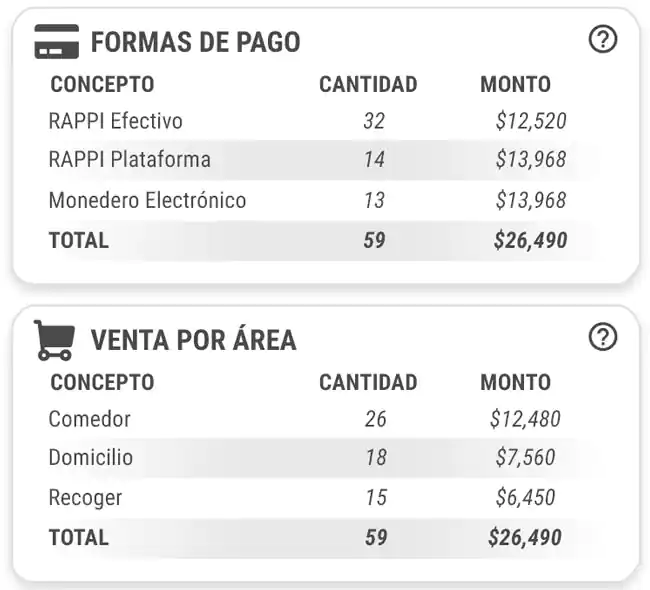 FORMAS DE PAGO
CONCEPTO CANTIDAD MONTO
RAPPI Efectivo 32 $12,520
RAPPI Plataforma 14 $13,968
Monedero Electrónico 13 $13,968
TOTAL 59 $26,490
VENTA POR ÁREA
CONCEPTO CANTIDAD MONTO
Comedor 26 $12,480
Domicilio 18 $7,560
Recoger 15 $6,450
TOTAL 59 $26,490